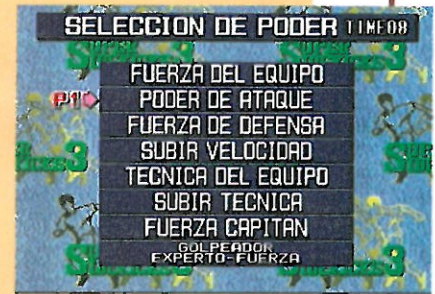 SELECCION DE PODER TIME08
FUERZA DEL EQUIPO
P1 PODER DE ATAQUE
FUERZA DE DEFENSA
SUBIR VELOCIDAD
TECNICA DEL EQUIPO
SUBIR TECNICA
FUERZA CAPITAN
GOLPEADOR
EXPERTO-FUERZA